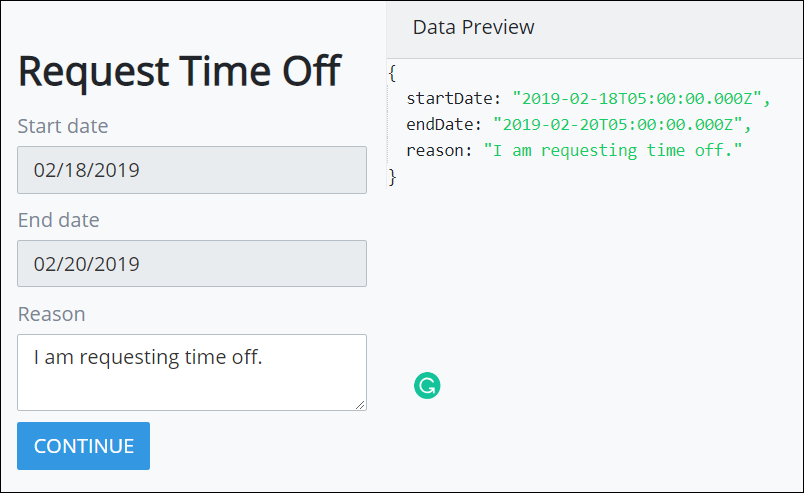 Request Time Off
Start date
02/18/2019
End date
02/20/2019
Reason
I am requesting time off.
CONTINUE
Data Preview
{
startDate: "2019-02-18T05:00:00.000Z",
endDate: "2019-02-20T05:00:00.000Z",
reason: "I am requesting time off."
}